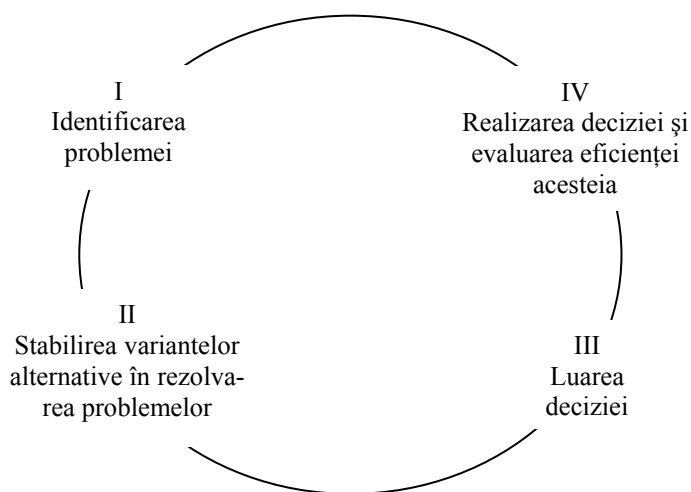 I
Identificarea
problemei
II
Stabilirea variantelor
alternative în rezolva-
rea problemelor
III
Luarea
deciziei
IV
Realizarea deciziei şi
evaluarea eficienţei
acesteia